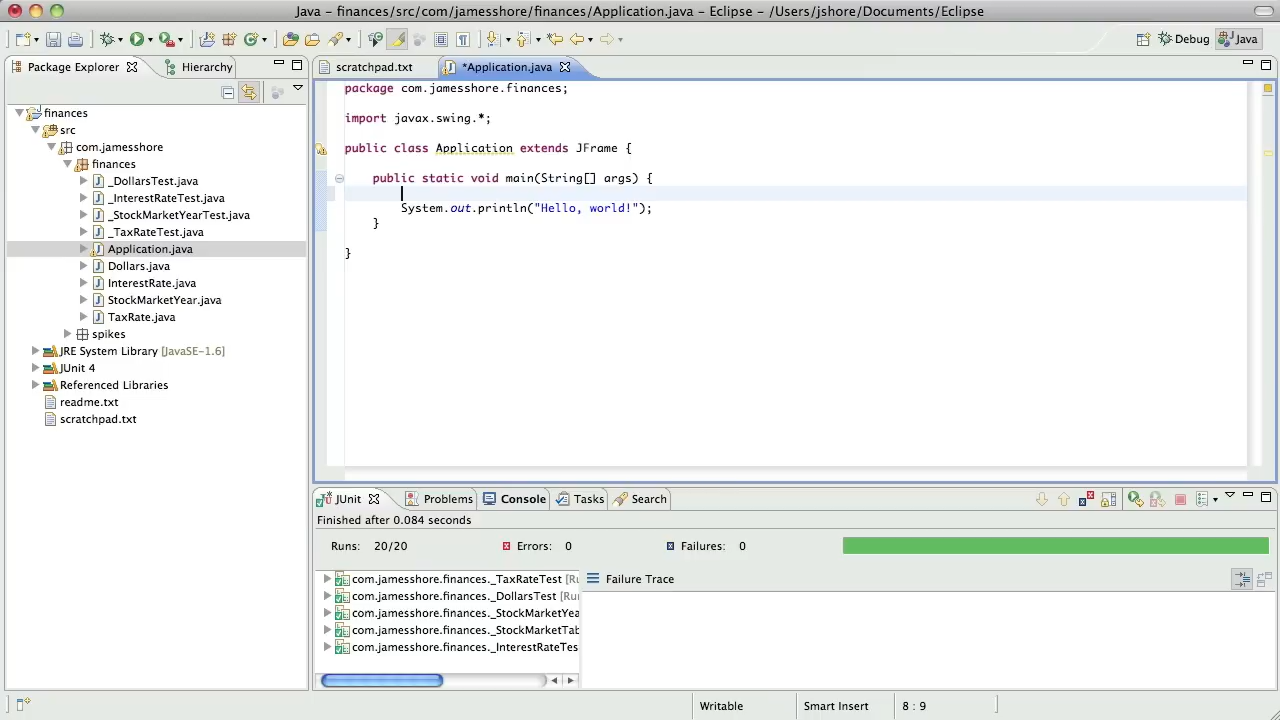 Java – finances/src/com/jamesshore/finances/Application.java – Eclipse – /Users/jshore/Documents/Eclipse
Debug
Java
Package Explorer
Hierarchy
scratchpad.txt
*Application.java
finances
src
com.jamesshore
finances
_DollarsTest.java
_InterestRateTest.java
_StockMarketYearTest.java
_TaxRateTest.java
Application.java
Dollars.java
InterestRate.java
StockMarketYear.java
TaxRate.java
spikes
JRE System Library [JavaSE-1.6]
JUnit 4
Referenced Libraries
readme.txt
scratchpad.txt
package com.jamesshore.finances;
import javax.swing.*;
public class Application extends JFrame {
public static void main(String[] args) {
System.out.println("Hello, world!");
}
}
JUnit
Problems
Console
Tasks
Search
Finished after 0.084 seconds
Runs: 20/20
Errors: 0
Failures: 0
com.jamesshore.finances._TaxRateTest [Ru
com.jamesshore.finances._DollarsTest [Ru
com.jamesshore.finances._StockMarketYea
com.jamesshore.finances._StockMarketTab
com.jamesshore.finances._InterestRateTes
Failure Trace
Writable
Smart Insert
8 : 9